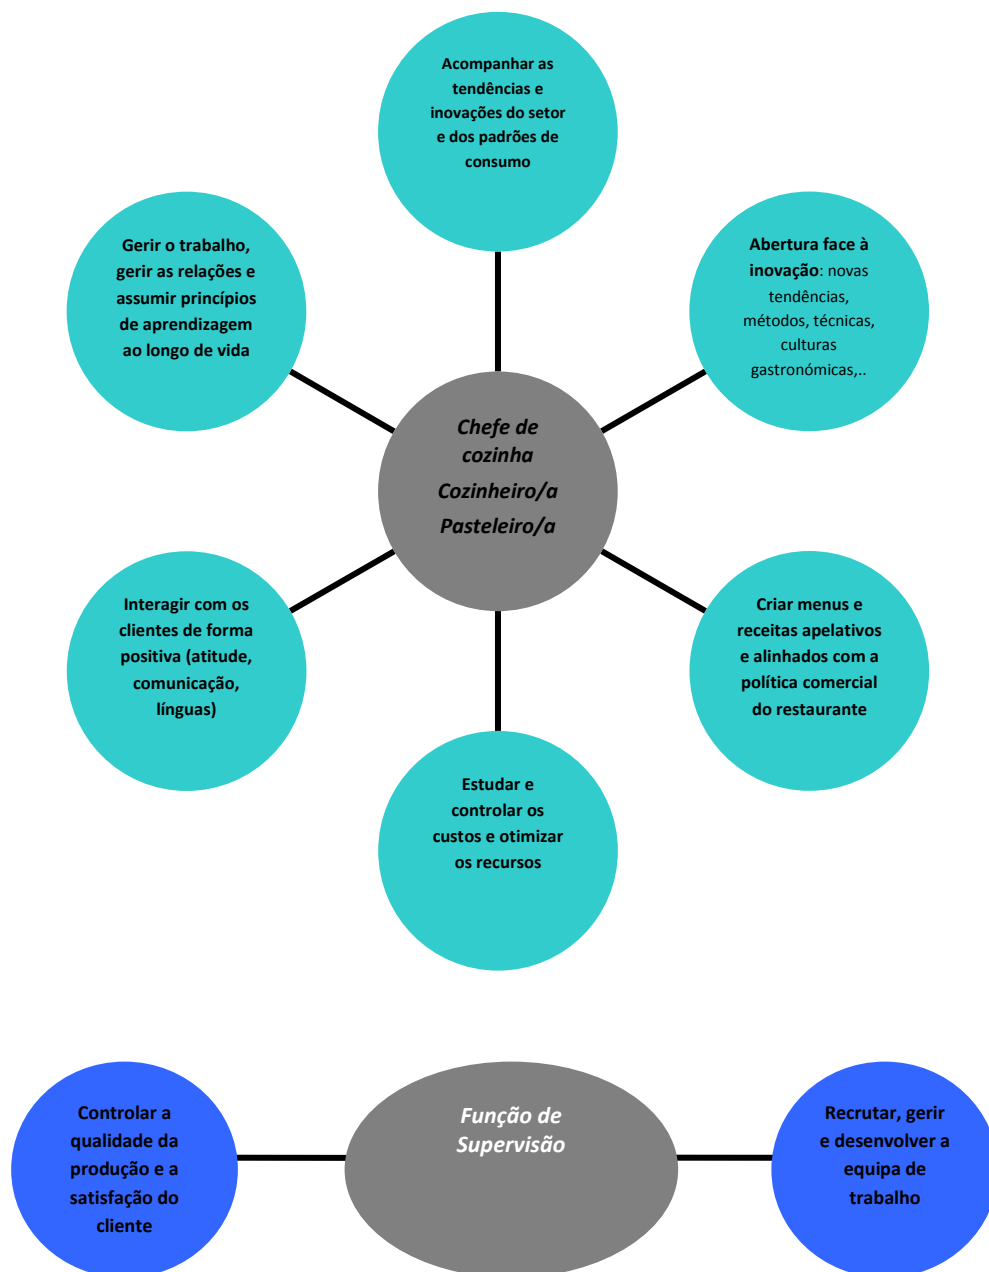 Acompanhar as
tendências e
inovações do setor
e dos padrões de
consumo
Gerir o trabalho,
gerir as relações e
assumir princípios
de aprendizagem
ao longo de vida
Abertura face à
inovação: novas
tendências,
métodos, técnicas,
culturas
gastronómicas,..
Chefe de
cozinha
Cozinheiro/a
Pasteleiro/a
Interagir com os
clientes de forma
positiva (atitude,
comunicação,
línguas)
Criar menus e
receitas apelativos
e alinhados com a
política comercial
do restaurante
Estudar e
controlar os
custos e otimizar
os recursos
Controlar a
qualidade da
produção e a
satisfação do
cliente
Função de
Supervisão
Recrutar, gerir
e desenvolver a
equipa de
trabalho